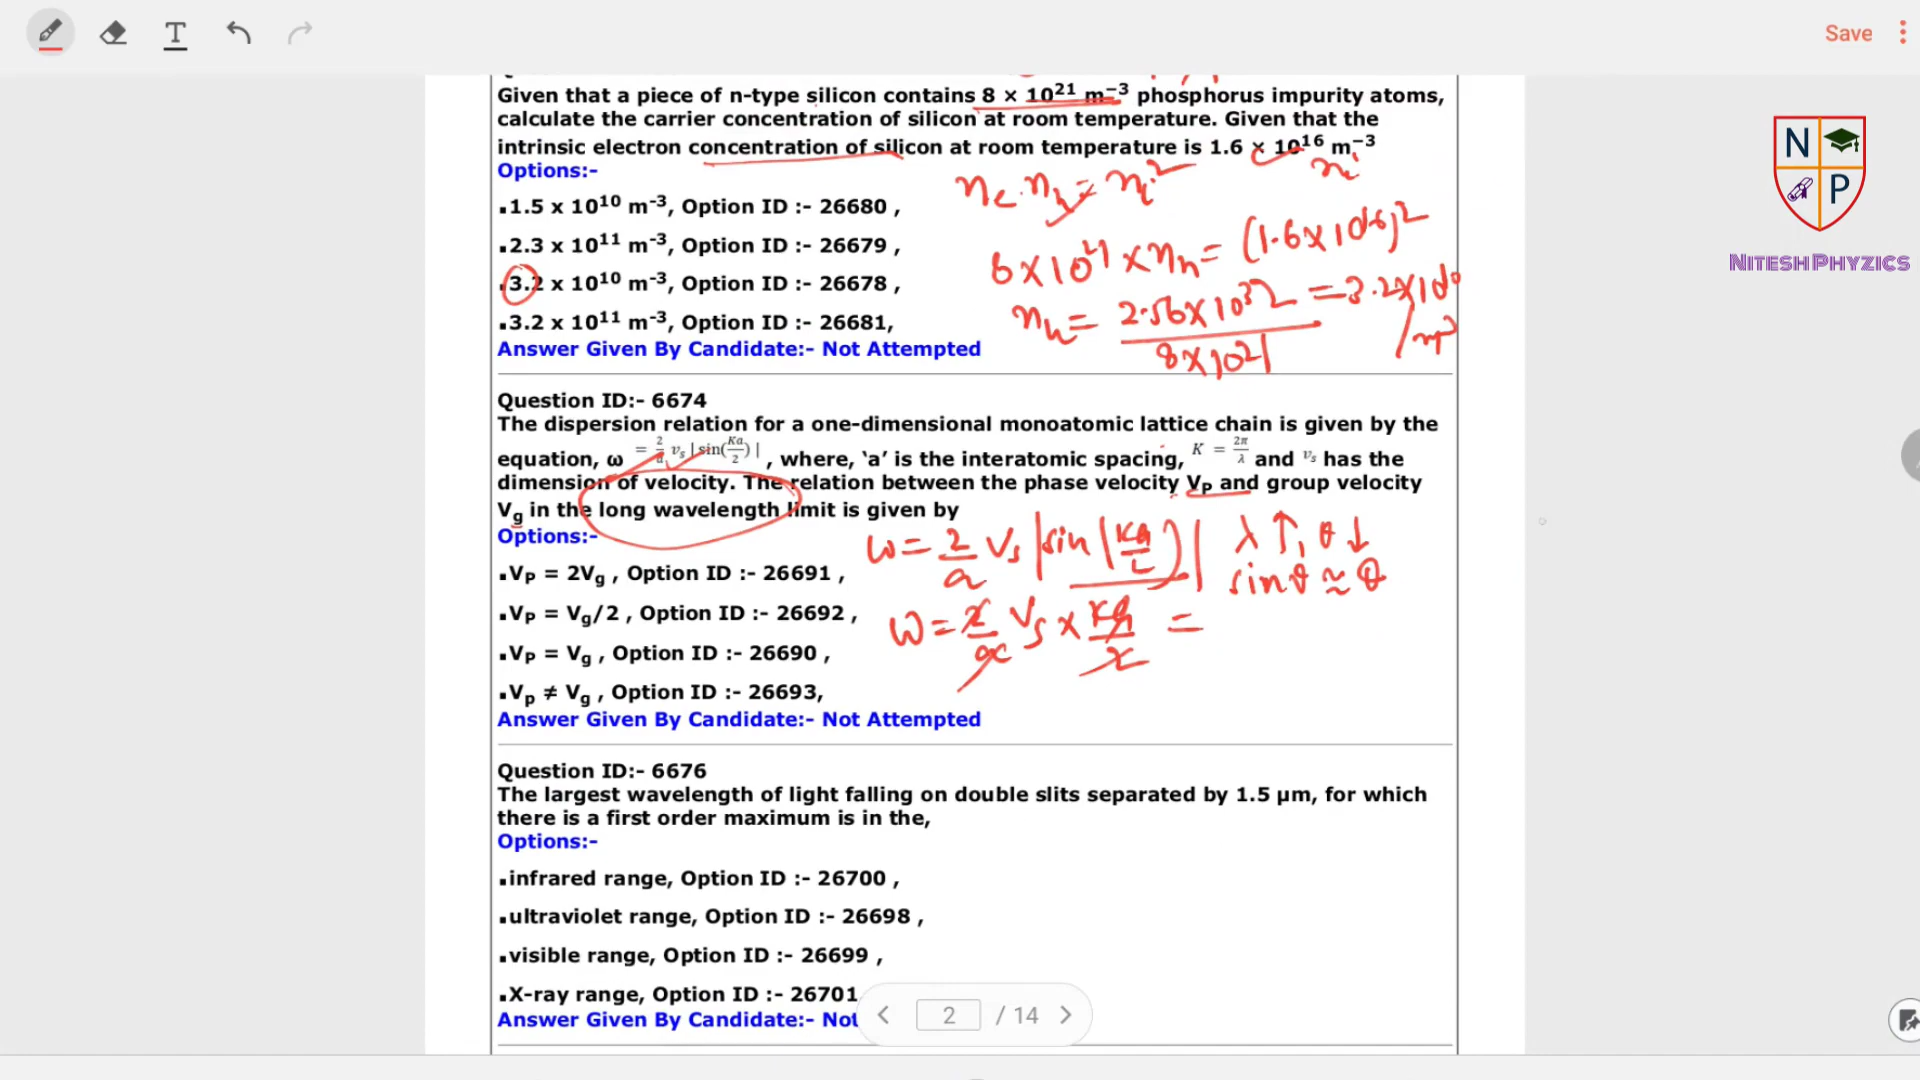 Save
Given that a piece of n-type silicon contains 8 × 10²¹ m⁻³ phosphorus impurity atoms,
calculate the carrier concentration of silicon at room temperature. Given that the
intrinsic electron concentration of silicon at room temperature is 1.6 × 10¹⁶ m⁻³
Options:-
1.5 x 10¹⁰ m⁻³, Option ID :- 26680 ,
2.3 x 10¹¹ m⁻³, Option ID :- 26679 ,
3.2 x 10¹⁰ m⁻³, Option ID :- 26678 ,
3.2 x 10¹¹ m⁻³, Option ID :- 26681,
Answer Given By Candidate:- Not Attempted
nᵢ
nₑ.nₕ = nᵢ²
6×10²¹ × nₕ = (1.6×10¹⁶)²
nₕ = 2.56×10³² / 8×10²¹ = 3.2×10¹⁰ /m³
Question ID:- 6674
The dispersion relation for a one-dimensional monoatomic lattice chain is given by the
equation, ω = 2/a vₛ |sin(Ka/2)| , where, ‘a’ is the interatomic spacing, K = 2π/λ and vₛ has the
dimension of velocity. The relation between the phase velocity Vₚ and group velocity
Vg in the long wavelength limit is given by
Options:-
Vₚ = 2Vg , Option ID :- 26691 ,
Vₚ = Vg/2 , Option ID :- 26692 ,
Vₚ = Vg , Option ID :- 26690 ,
Vₚ ≠ Vg , Option ID :- 26693,
Answer Given By Candidate:- Not Attempted
ω = 2/a Vₛ |sin(Ka/2)| λ↑, θ↓
sinθ ≈ θ
ω = 2/a Vₛ × Ka/2 =
Question ID:- 6676
The largest wavelength of light falling on double slits separated by 1.5 µm, for which
there is a first order maximum is in the,
Options:-
infrared range, Option ID :- 26700 ,
ultraviolet range, Option ID :- 26698 ,
visible range, Option ID :- 26699 ,
X-ray range, Option ID :- 26701
Answer Given By Candidate:- Not
2 / 14
N
P
NITESHPHYZICS